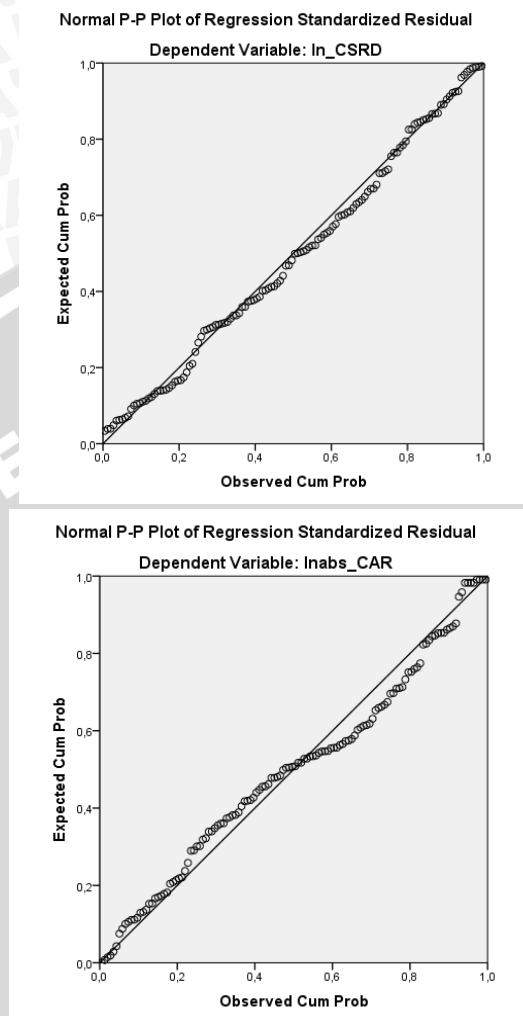 Normal P-P Plot of Regression Standardized Residual
Dependent Variable: ln_CSRD
1,0
0,8
0,6
0,4
0,2
0,0
Expected Cum Prob
0,0 0,2 0,4 0,6 0,8 1,0
Observed Cum Prob
Normal P-P Plot of Regression Standardized Residual
Dependent Variable: lnabs_CAR
1,0
0,8
0,6
0,4
0,2
0,0
Expected Cum Prob
0,0 0,2 0,4 0,6 0,8 1,0
Observed Cum Prob